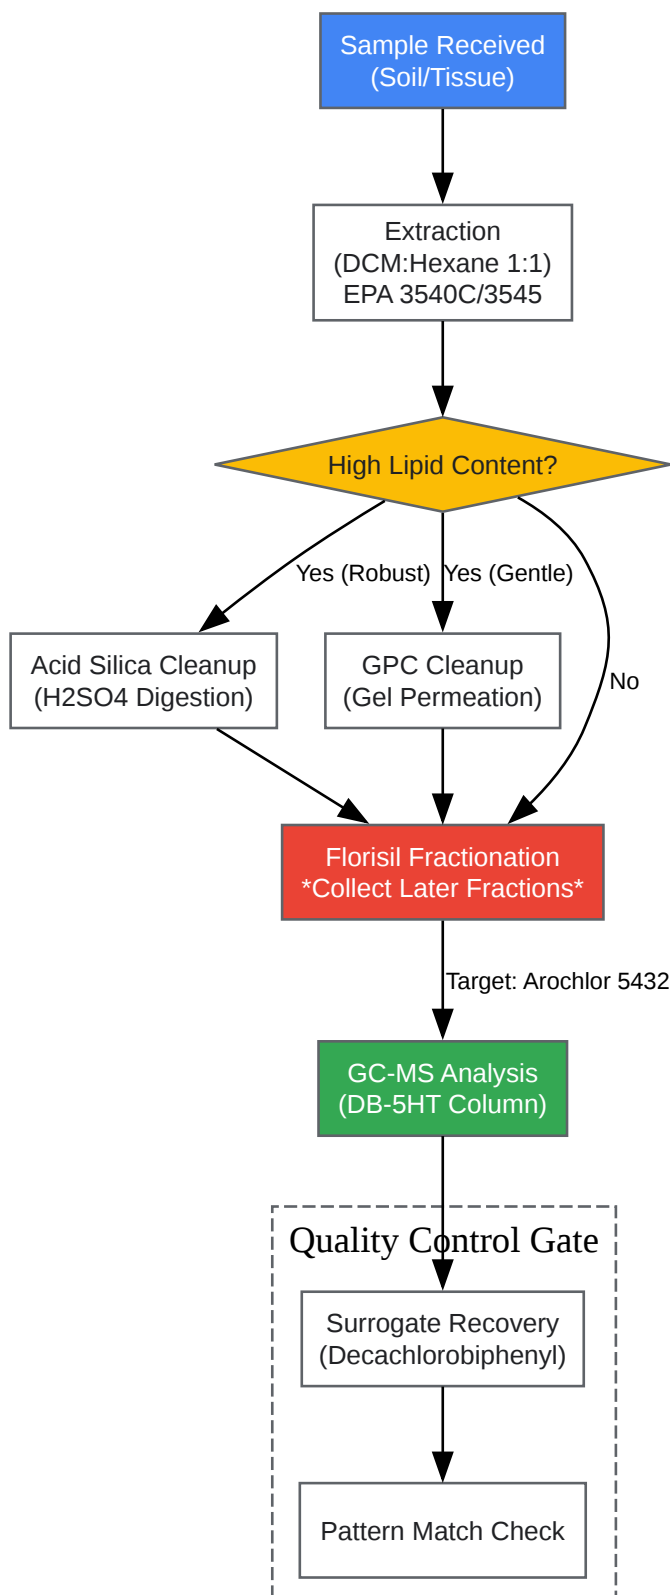 Sample Received
(Soil/Tissue)
Extraction
(DCM:Hexane 1:1)
EPA 3540C/3545
High Lipid Content?
Yes (Robust)
Yes (Gentle)
Acid Silica Cleanup
(H2SO4 Digestion)
GPC Cleanup
(Gel Permeation)
No
Florisil Fractionation
*Collect Later Fractions*
Target: Arochlor 5432
GC-MS Analysis
(DB-5HT Column)
Quality Control Gate
Surrogate Recovery
(Decachlorobiphenyl)
Pattern Match Check